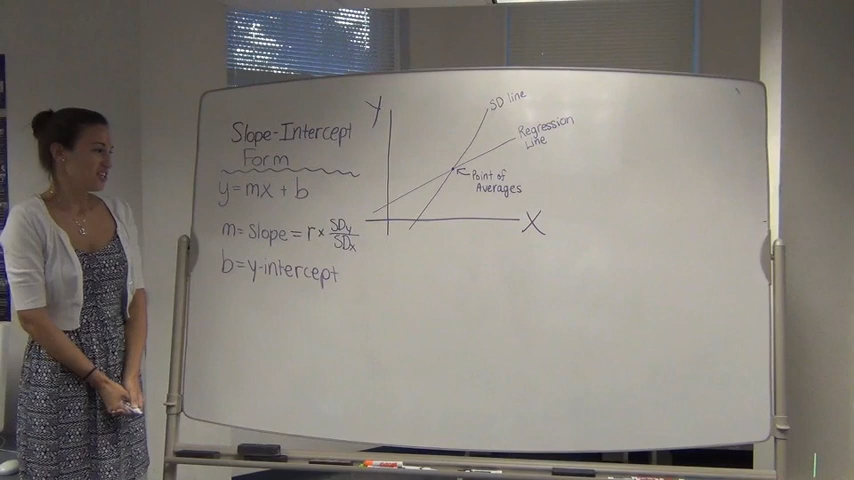 Slope-Intercept
Form
y=mx+b
m=Slope=r×SDy/SDx
b=y-intercept
Y
SD line
Regression
Line
Point of
Averages
X